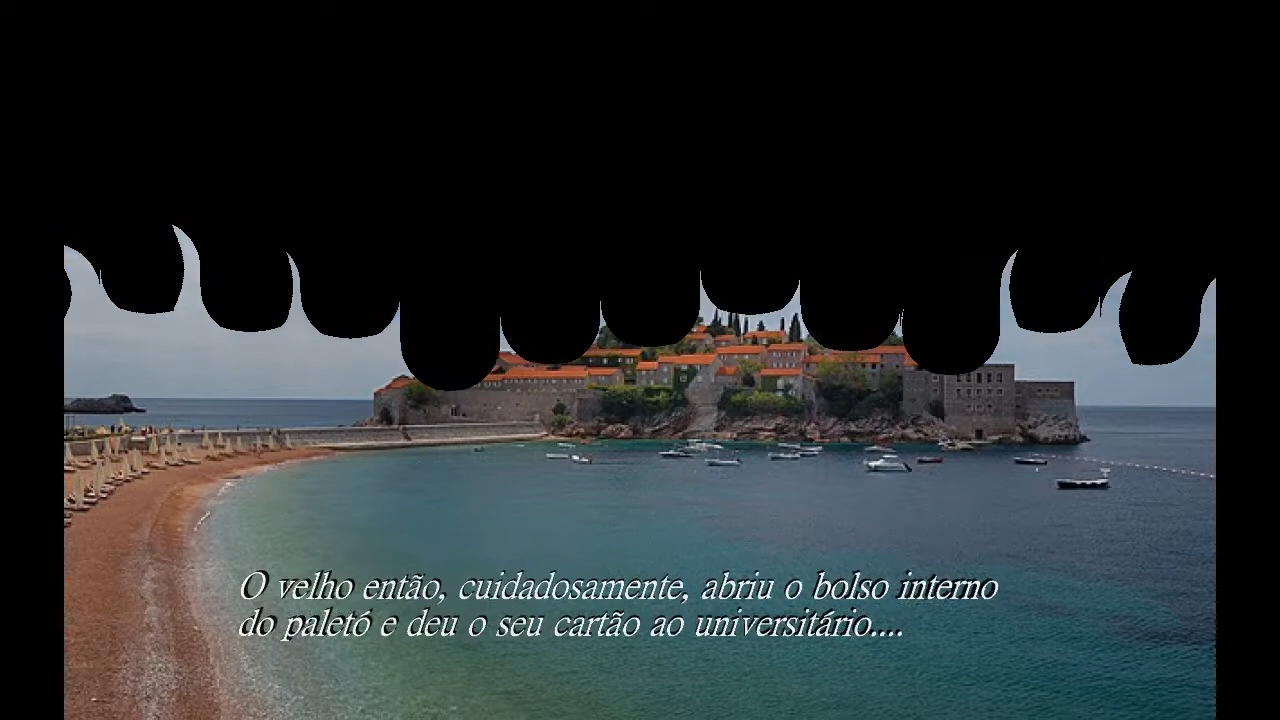 O velho então, cuidadosamente, abriu o bolso interno
do paletó e deu o seu cartão ao universitário....